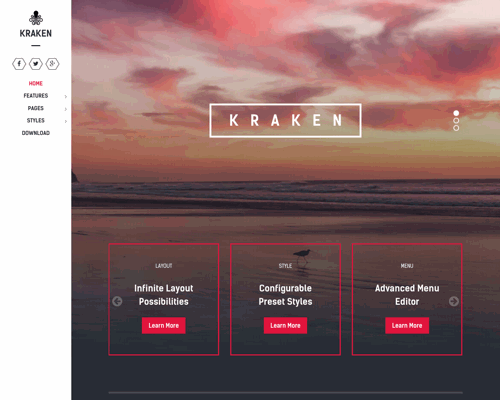 KRAKEN
HOME
FEATURES
PAGES
STYLES
DOWNLOAD
KRAKEN
LAYOUT
Infinite Layout
Possibilities
Learn More
STYLE
Configurable
Preset Styles
Learn More
MENU
Advanced Menu
Editor
Learn More